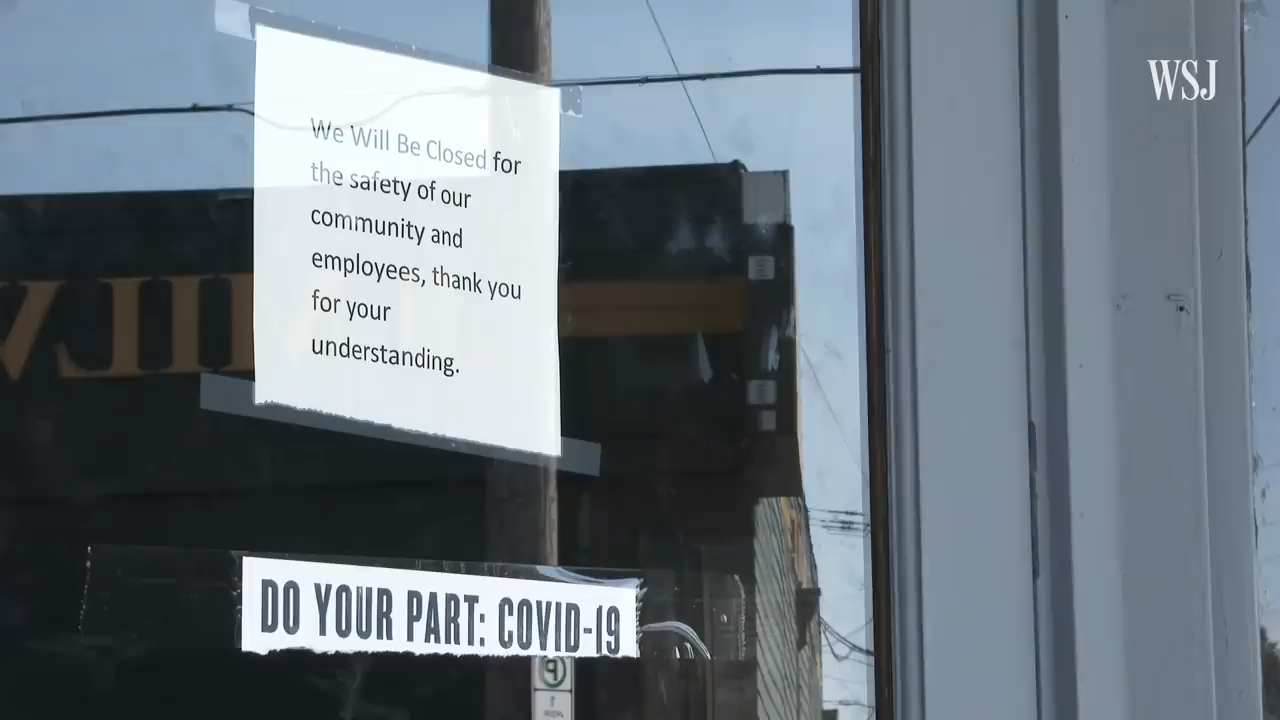 WSJ
We Will Be Closed for
the safety of our
community and
employees, thank you
for your
understanding.
DO YOUR PART: COVID-19